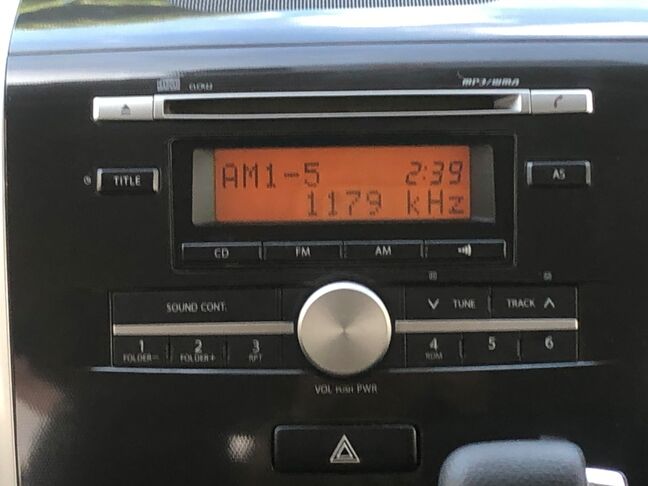 MP3/WMA
TITLE
AM1-5 2:39
1179 kHz
AS
CD FM AM
SOUND CONT.
TUNE TRACK
1 2 3 4 5 6
FOLDER- FOLDER+ RPT RDM
VOL PUSH PWR